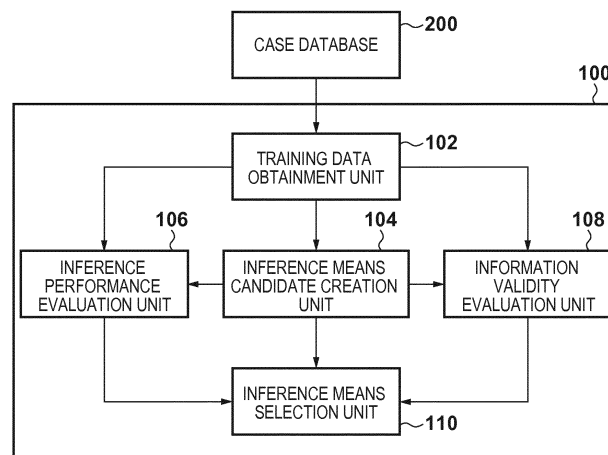 200
CASE DATABASE
100
102
TRAINING DATA
OBTAINMENT UNIT
106
104
108
INFERENCE
PERFORMANCE
EVALUATION UNIT
INFERENCE MEANS
CANDIDATE CREATION
UNIT
INFORMATION
VALIDITY
EVALUATION UNIT
INFERENCE MEANS
SELECTION UNIT
110